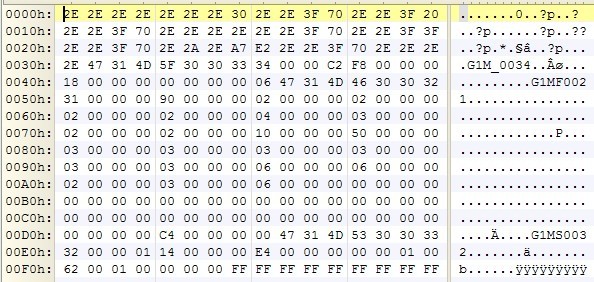 0000h: 2E 2E 2E 2E 2E 2E 2E 30 2E 2E 3F 70 2E 2E 3F 20 .......0..?p..?
0010h: 2E 2E 3F 70 2E 2E 2E 2E 2E 2E 3F 70 2E 2E 3F 3F ..?p......?p..??
0020h: 2E 2E 3F 70 2E 2A 2E A7 E2 2E 2E 3F 70 2E 2E 2E ..?p.*.§â..?p...
0030h: 2E 47 31 4D 5F 30 30 33 34 00 00 C2 F8 00 00 00 .G1M_0034..Âø...
0040h: 18 00 00 00 00 00 00 00 06 47 31 4D 46 30 30 32 .........G1MF002
0050h: 31 00 00 00 90 00 00 00 02 00 00 00 02 00 00 00 1...............
0060h: 02 00 00 00 02 00 00 00 04 00 00 00 03 00 00 00 ................
0070h: 02 00 00 00 02 00 00 00 10 00 00 00 50 00 00 00 ............P...
0080h: 03 00 00 00 03 00 00 00 03 00 00 00 03 00 00 00 ................
0090h: 03 00 00 00 03 00 00 00 06 00 00 00 06 00 00 00 ................
00A0h: 02 00 00 00 03 00 00 00 06 00 00 00 00 00 00 00 ................
00B0h: 00 00 00 00 00 00 00 00 00 00 00 00 00 00 00 00 ................
00C0h: 00 00 00 00 00 00 00 00 00 00 00 00 00 00 00 00 ................
00D0h: 00 00 00 00 C4 00 00 00 00 47 31 4D 53 30 30 33 ....Ä....G1MS003
00E0h: 32 00 00 01 14 00 00 00 E4 00 00 00 00 00 01 00 2.......ä.......
00F0h: 62 00 00 01 00 00 00 FF FF FF FF FF FF FF FF FF b......ÿÿÿÿÿÿÿÿÿ